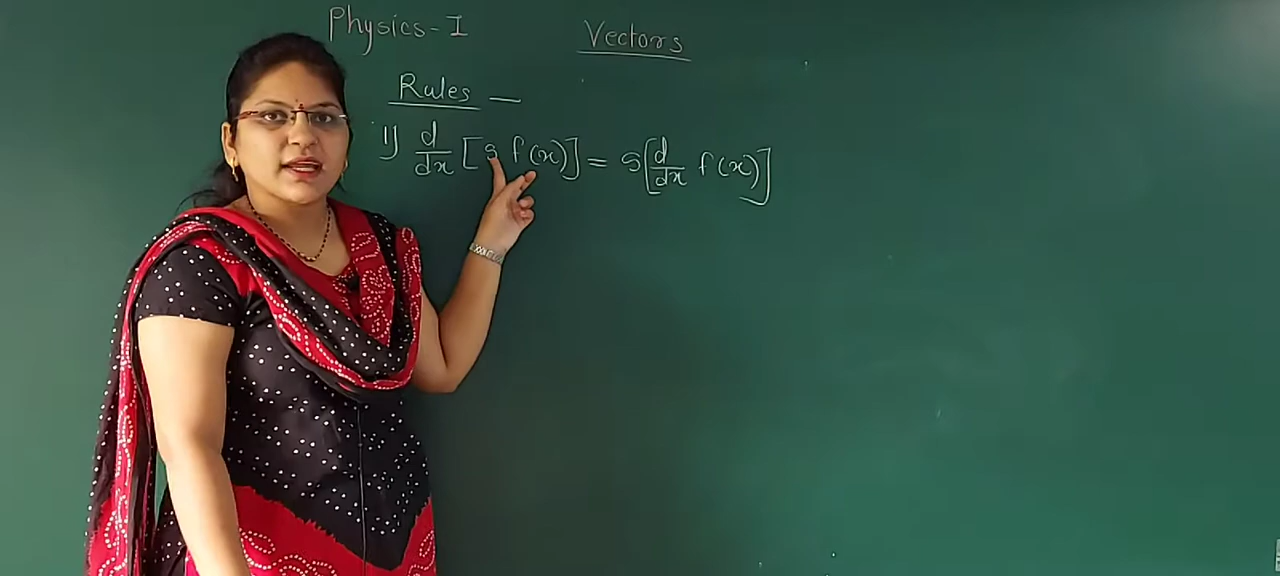 Physics-I
Vectors
Rules —
1) d/dx [s f(x)] = s[d/dx f(x)]